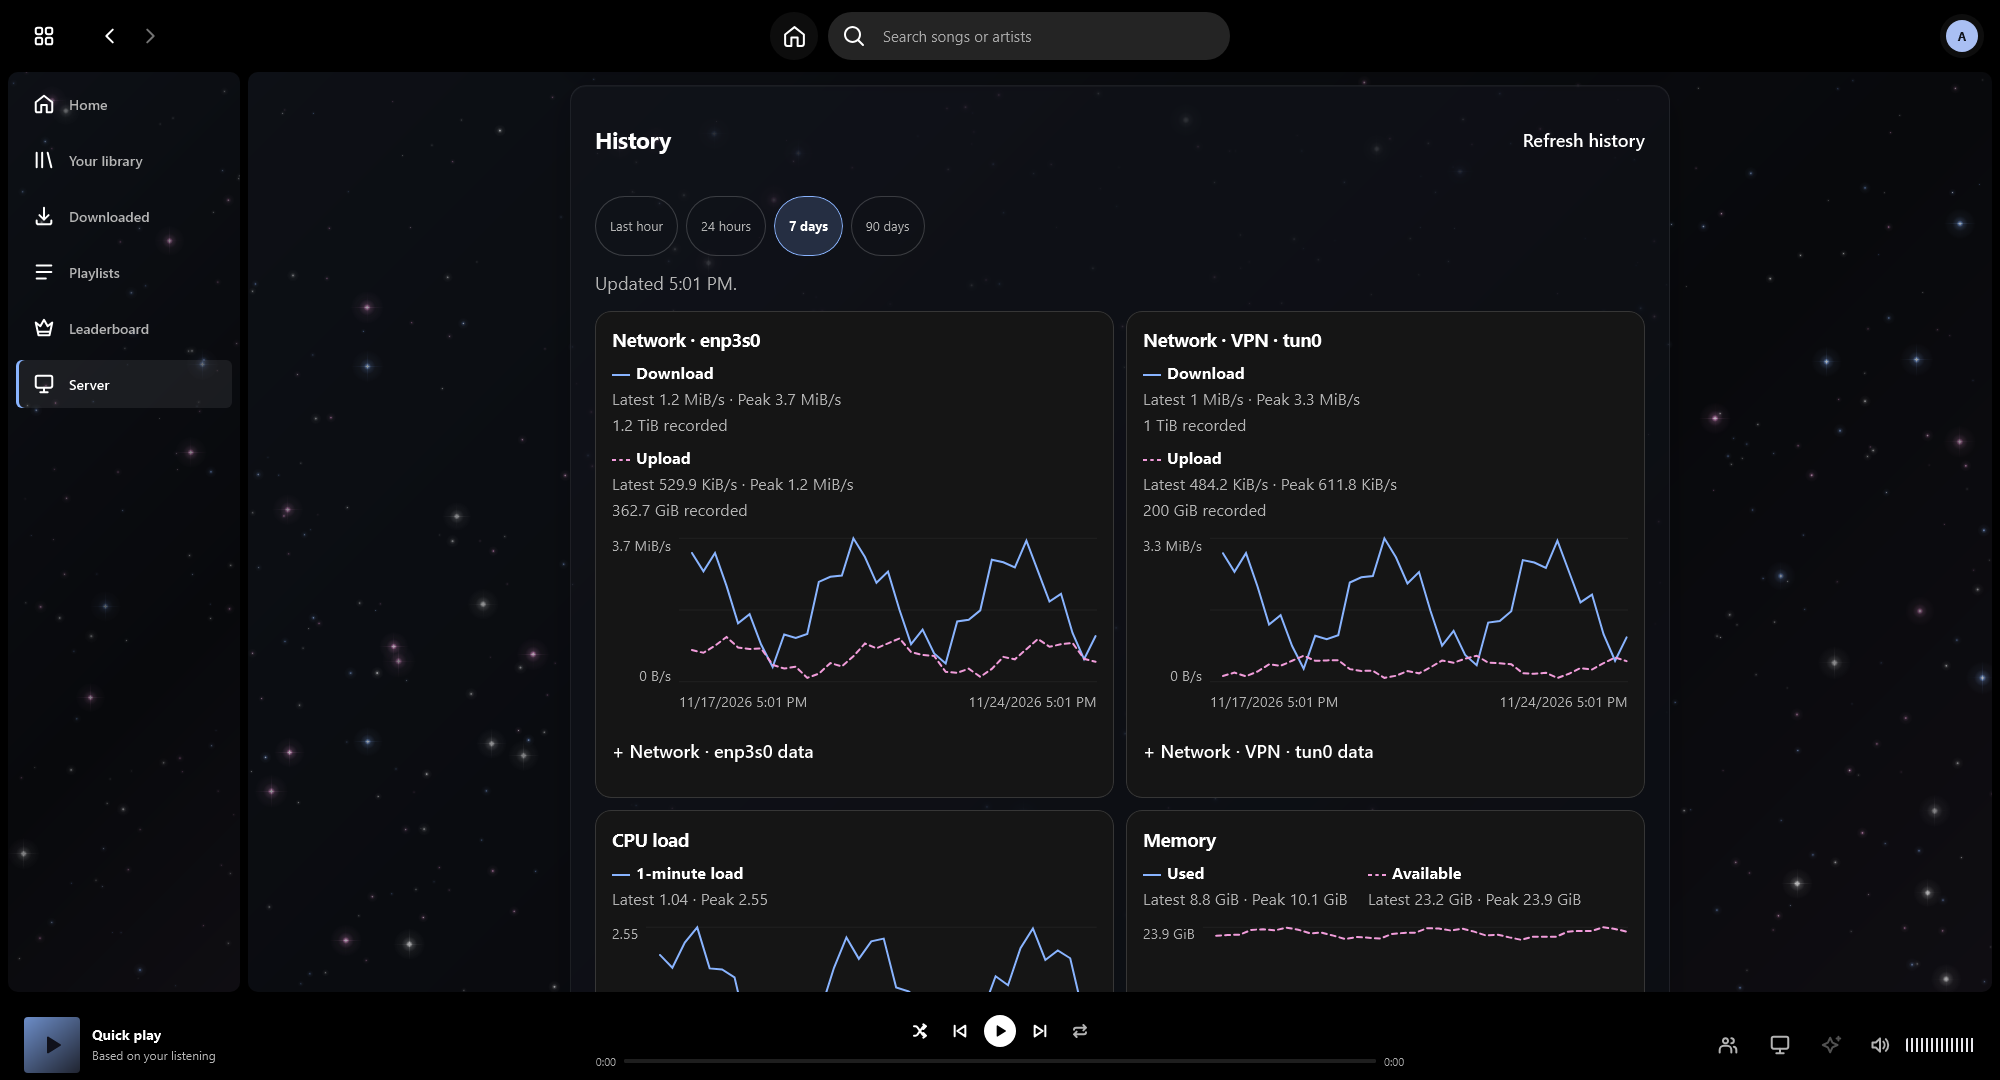 Search songs or artists
A
Home
Your library
Downloaded
Playlists
Leaderboard
Server
History
Refresh history
Last hour
24 hours
7 days
90 days
Updated 5:01 PM.
Network · enp3s0
Download
Latest 1.2 MiB/s · Peak 3.7 MiB/s
1.2 TiB recorded
Upload
Latest 529.9 KiB/s · Peak 1.2 MiB/s
362.7 GiB recorded
3.7 MiB/s
0 B/s
11/17/2026 5:01 PM
11/24/2026 5:01 PM
+ Network · enp3s0 data
Network · VPN · tun0
Download
Latest 1 MiB/s · Peak 3.3 MiB/s
1 TiB recorded
Upload
Latest 484.2 KiB/s · Peak 611.8 KiB/s
200 GiB recorded
3.3 MiB/s
0 B/s
11/17/2026 5:01 PM
11/24/2026 5:01 PM
+ Network · VPN · tun0 data
CPU load
1-minute load
Latest 1.04 · Peak 2.55
2.55
Memory
Used
Latest 8.8 GiB · Peak 10.1 GiB
Available
Latest 23.2 GiB · Peak 23.9 GiB
23.9 GiB
Quick play
Based on your listening
0:00
0:00